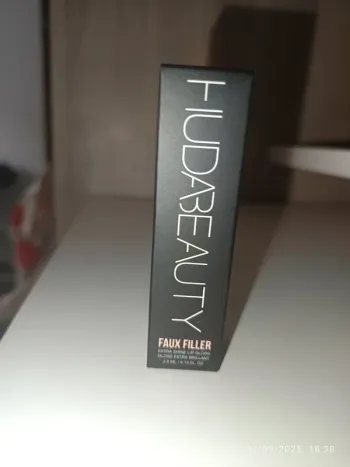 HUDABEAUTY
FAUX FILLER
EXTRA SHINE LIP GLOSS
GLOSS EXTRA BRILLANT